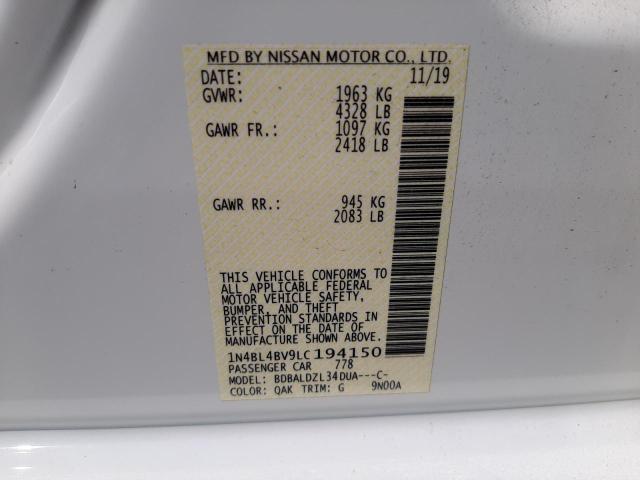 MFD BY NISSAN MOTOR CO., LTD.
DATE: 11/19
GVWR: 1963 KG
4328 LB
GAWR FR.: 1097 KG
2418 LB
GAWR RR.: 945 KG
2083 LB
THIS VEHICLE CONFORMS TO
ALL APPLICABLE FEDERAL
MOTOR VEHICLE SAFETY,
BUMPER, AND THEFT
PREVENTION STANDARDS IN
EFFECT ON THE DATE OF
MANUFACTURE SHOWN ABOVE.
1N4BL4BV9LC194150
PASSENGER CAR 778
MODEL: BDBALDZL34DUA---C-
COLOR: QAK TRIM: G 9N00A